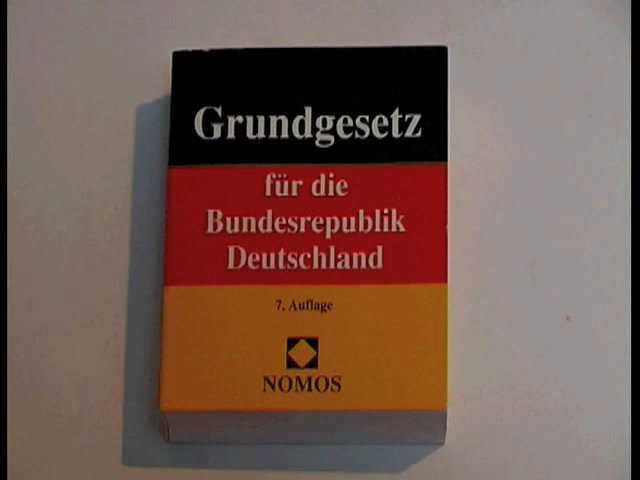 Grundgesetz
für die
Bundesrepublik
Deutschland
7. Auflage
NOMOS